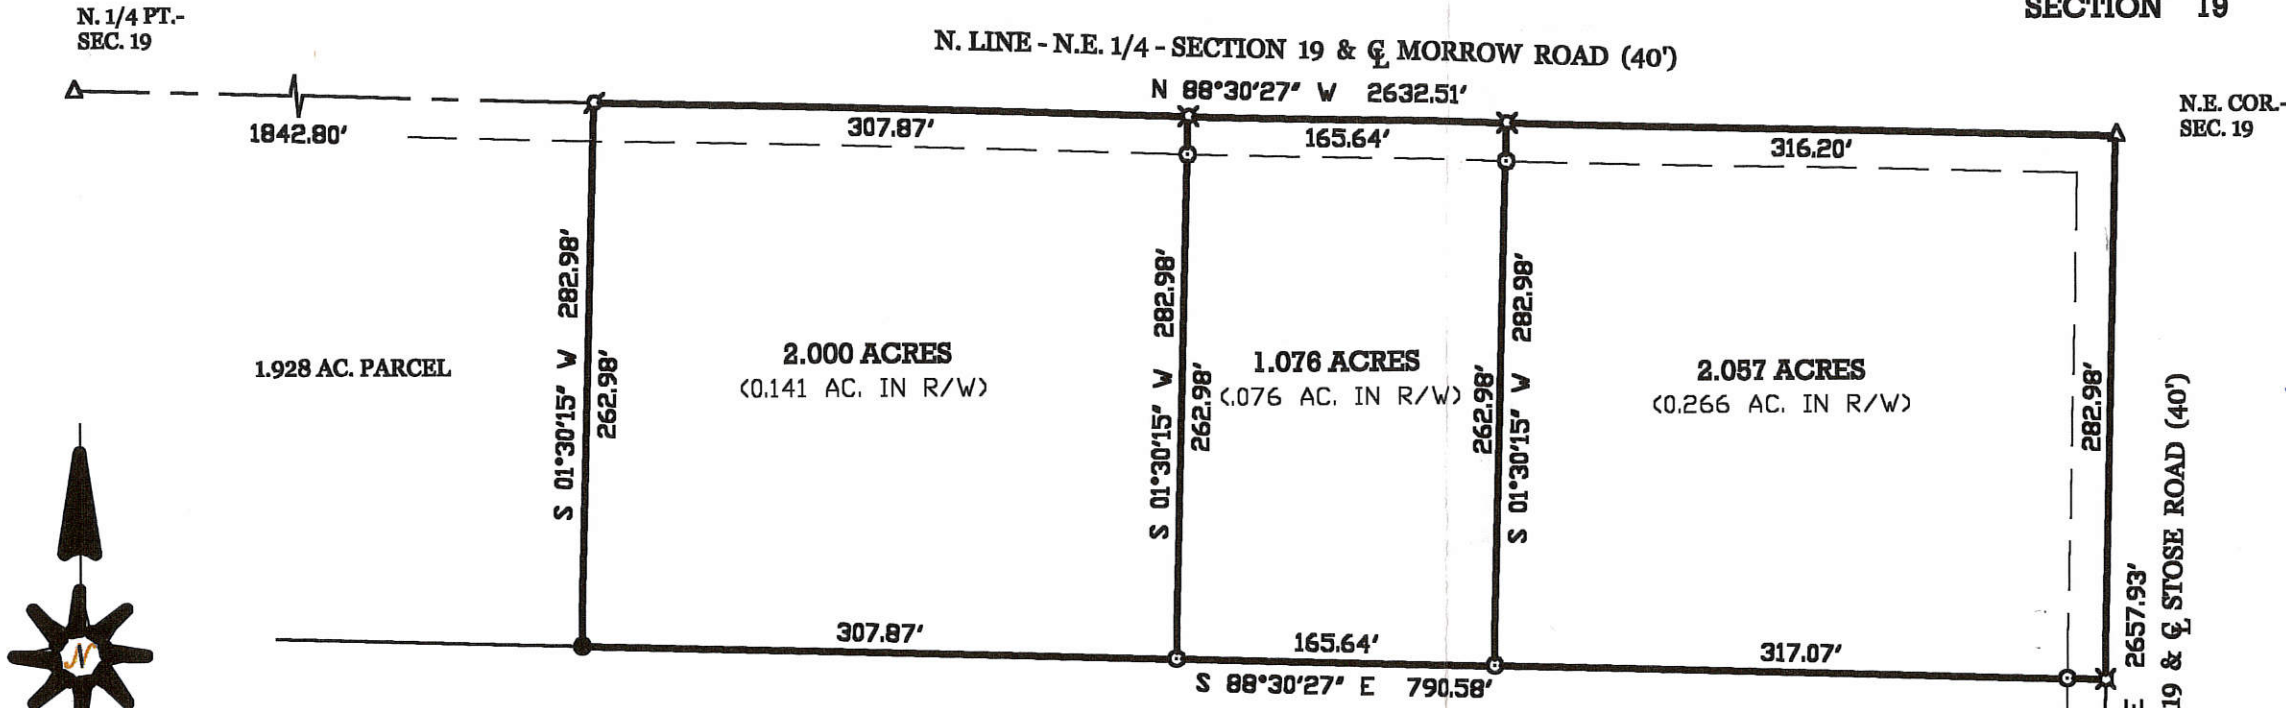 SECTION 19
N. 1/4 PT.-
SEC. 19
N. LINE - N.E. 1/4 - SECTION 19 & ℄ MORROW ROAD (40')
N 88°30'27" W 2632.51'
N.E. COR.-
SEC. 19
1842.80'
307.87'
165.64'
316.20'
S 01°30'15" W 282.98'
262.98'
S 01°30'15" W 282.98'
262.98'
262.98'
S 01°30'15" W 282.98'
282.98'
1.928 AC. PARCEL
2.000 ACRES
(0.141 AC. IN R/W)
1.076 ACRES
(.076 AC. IN R/W)
2.057 ACRES
(0.266 AC. IN R/W)
E 2657.93'
19 & ℄ STOSE ROAD (40')
307.87'
165.64'
317.07'
S 88°30'27" E 790.58'
N